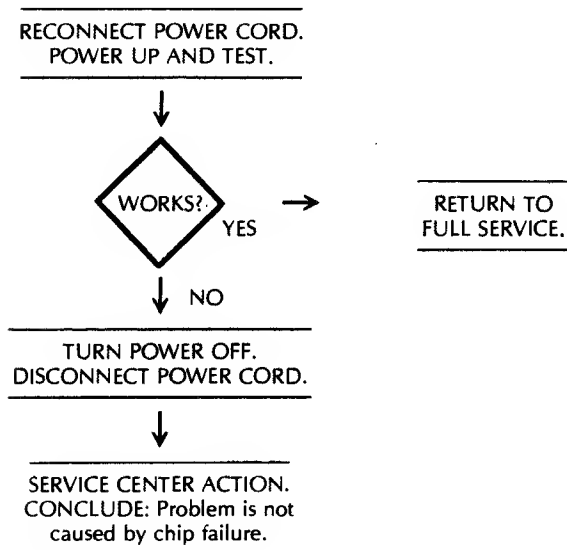 RECONNECT POWER CORD.
POWER UP AND TEST.
WORKS?
YES
RETURN TO
FULL SERVICE.
NO
TURN POWER OFF.
DISCONNECT POWER CORD.
SERVICE CENTER ACTION.
CONCLUDE: Problem is not
caused by chip failure.